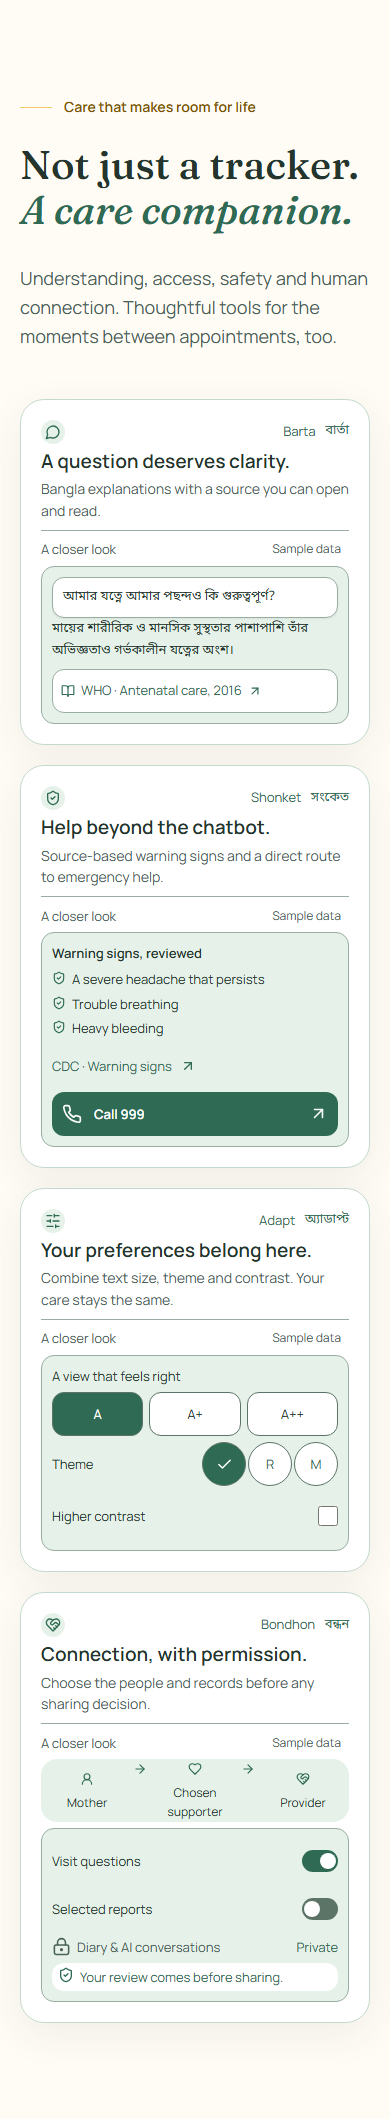 Care that makes room for life
Not just a tracker.
A care companion.
Understanding, access, safety and human
connection. Thoughtful tools for the
moments between appointments, too.
Barta বার্তা
A question deserves clarity.
Bangla explanations with a source you can open
and read.
A closer look Sample data
আমার যত্নে আমার পছন্দও কি গুরুত্বপূর্ণ?
মায়ের শারীরিক ও মানসিক সুস্থতার পাশাপাশি তাঁর
অভিজ্ঞতাও গর্ভকালীন যত্নের অংশ।
WHO · Antenatal care, 2016
Shonket সংকেত
Help beyond the chatbot.
Source-based warning signs and a direct route
to emergency help.
A closer look Sample data
Warning signs, reviewed
A severe headache that persists
Trouble breathing
Heavy bleeding
CDC · Warning signs
Call 999
Adapt অ্যাডাপ্ট
Your preferences belong here.
Combine text size, theme and contrast. Your
care stays the same.
A closer look Sample data
A view that feels right
A A+ A++
Theme R M
Higher contrast
Bondhon বন্ধন
Connection, with permission.
Choose the people and records before any
sharing decision.
A closer look Sample data
Mother Chosen supporter Provider
Visit questions
Selected reports
Diary & AI conversations Private
Your review comes before sharing.